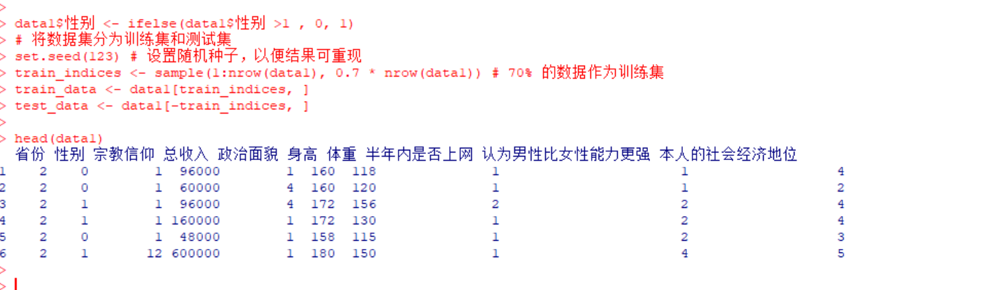 >
> data1$性别 <- ifelse(data1$性别 >1 , 0, 1)
> # 将数据集分为训练集和测试集
> set.seed(123) # 设置随机种子，以便结果可重现
> train_indices <- sample(1:nrow(data1), 0.7 * nrow(data1)) # 70% 的数据作为训练集
> train_data <- data1[train_indices, ]
> test_data <- data1[-train_indices, ]
>
> head(data1)
省份 性别 宗教信仰 总收入 政治面貌 身高 体重 半年内是否上网 认为男性比女性能力更强 本人的社会经济地位
1 2 0 1 96000 1 160 118 1 1 4
2 2 0 1 60000 4 160 120 1 1 2
3 2 1 1 96000 4 172 156 2 2 4
4 2 1 1 160000 1 172 130 1 2 4
5 2 0 1 48000 1 158 115 1 2 3
6 2 1 12 600000 1 180 150 1 4 5
>
>